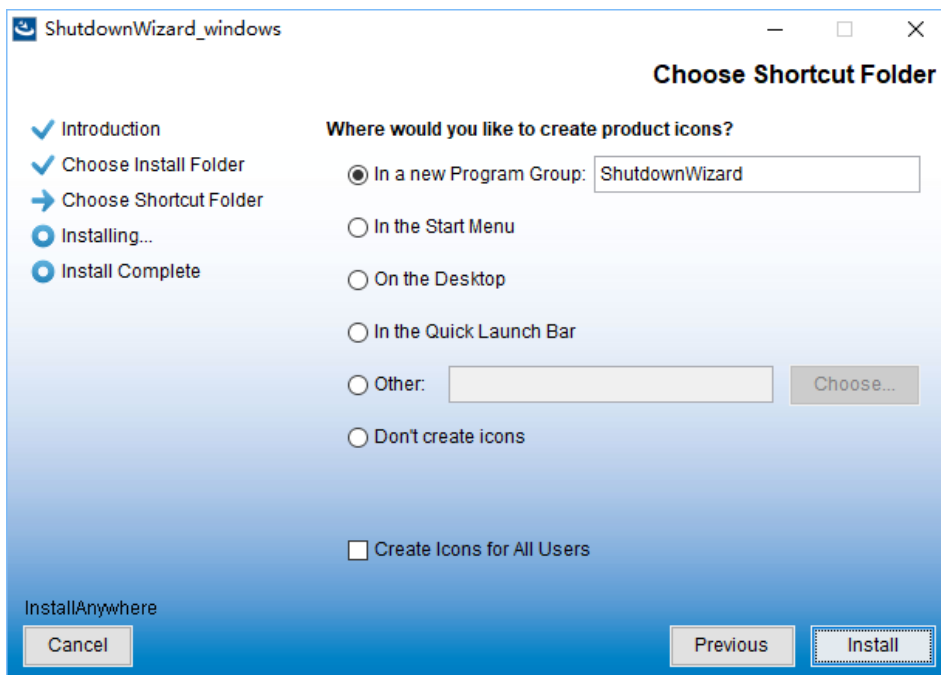 ShutdownWizard_windows
Choose Shortcut Folder
Introduction
Choose Install Folder
Choose Shortcut Folder
Installing...
Install Complete
Where would you like to create product icons?
In a new Program Group: ShutdownWizard
In the Start Menu
On the Desktop
In the Quick Launch Bar
Other: Choose...
Don't create icons
Create Icons for All Users
InstallAnywhere
Cancel Previous Install